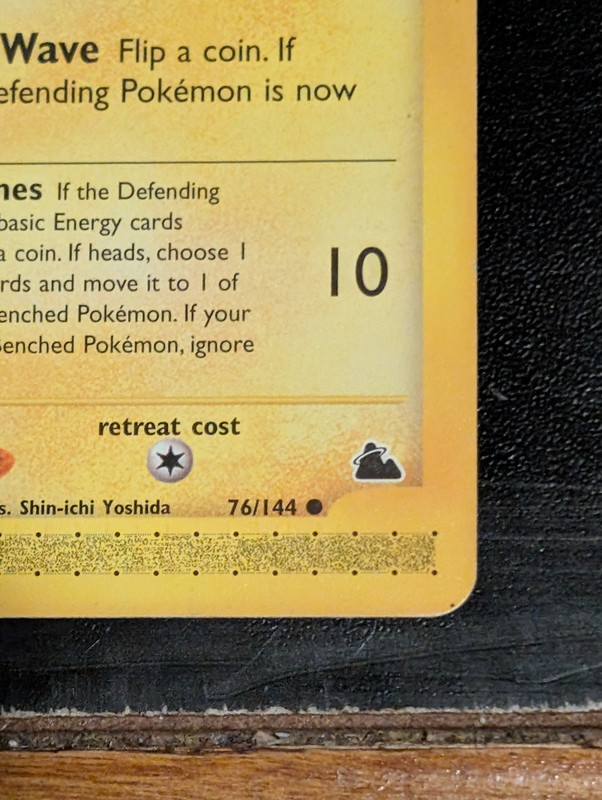 Wave Flip a coin. If
efending Pokémon is now
nes If the Defending
basic Energy cards
a coin. If heads, choose 1
rds and move it to 1 of
enched Pokémon. If your
Benched Pokémon, ignore
10
retreat cost
s. Shin-ichi Yoshida 76/144